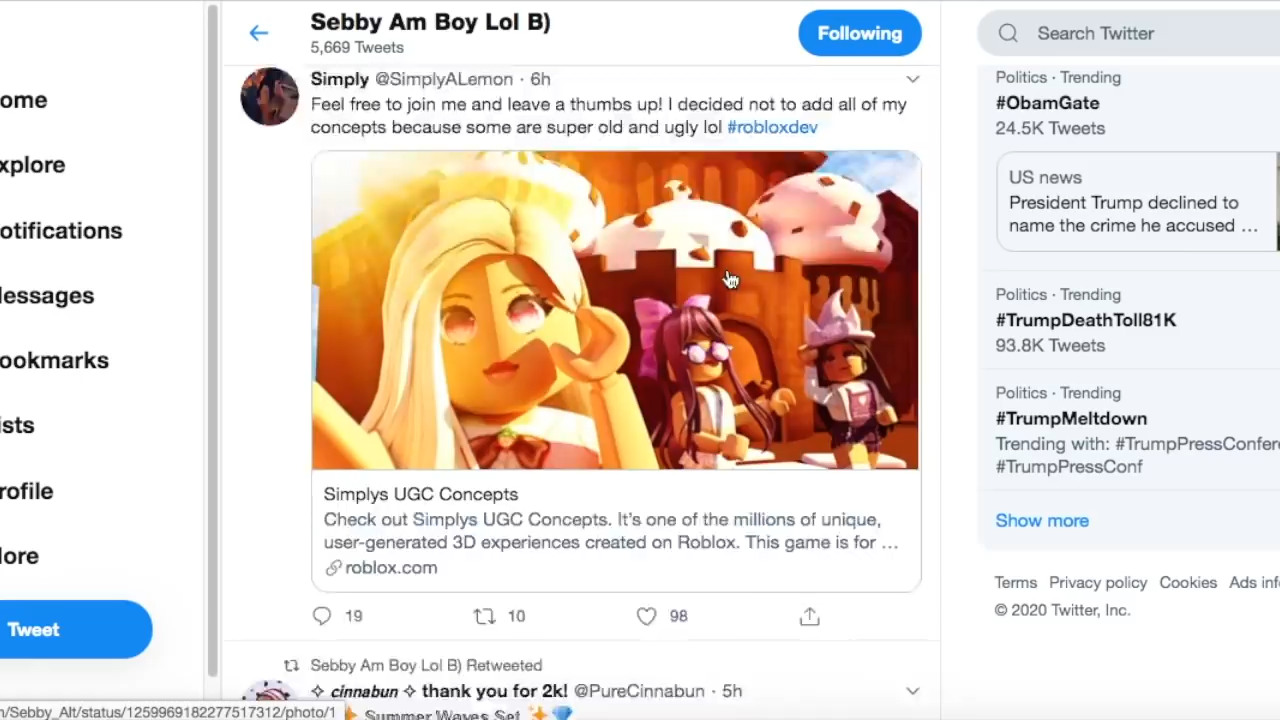 ome
xplore
otifications
lessages
ookmarks
ists
rofile
lore
Tweet
Sebby Am Boy Lol B)
5,669 Tweets
Following
Simply @SimplyALemon · 6h
Feel free to join me and leave a thumbs up! I decided not to add all of my
concepts because some are super old and ugly lol #robloxdev
Simplys UGC Concepts
Check out Simplys UGC Concepts. It's one of the millions of unique,
user-generated 3D experiences created on Roblox. This game is for ...
roblox.com
19 10 98
Sebby Am Boy Lol B) Retweeted
✧ cinnabun ✧ thank you for 2k! @PureCinnabun · 5h
✨ Summer Waves Set ✨💎
n/Sebby_Alt/status/1259969182277517312/photo/1
Search Twitter
Politics · Trending
#ObamGate
24.5K Tweets
US news
President Trump declined to
name the crime he accused ...
Politics · Trending
#TrumpDeathToll81K
93.8K Tweets
Politics · Trending
#TrumpMeltdown
Trending with: #TrumpPressConfere
#TrumpPressConf
Show more
Terms Privacy policy Cookies Ads inf
© 2020 Twitter, Inc.